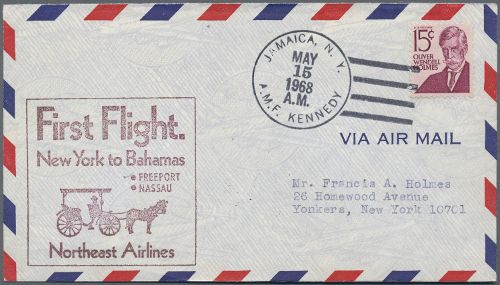 JAMAICA, N. Y.
MAY
15
1968
A.M.
A.M.F. KENNEDY
15¢
OLIVER
WENDELL
HOLMES
First Flight.
New York to Bahamas
FREEPORT
NASSAU
Northeast Airlines
VIA AIR MAIL
Mr. Francis A. Holmes
26 Homewood Avenue
Yonkers, New York 10701